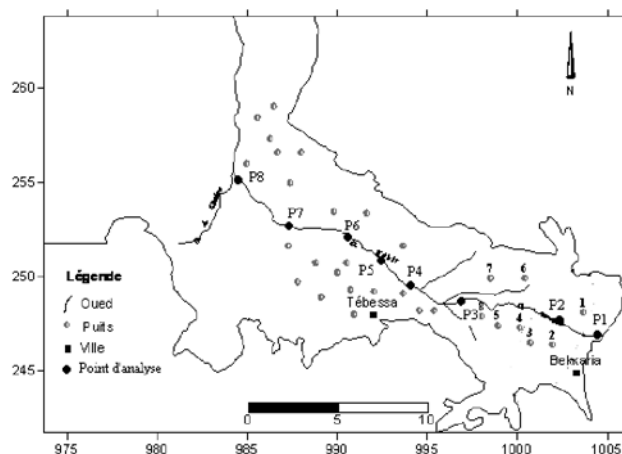 260
255
250
245
975
980
985
990
995
1000
1005
N
P8
P7
P6
P5
P4
P3
P2
P1
7
6
5
4
3
2
1
Tébessa
Bekkaria
Légende
Oued
Puits
Ville
Point d'analyse
0
5
10